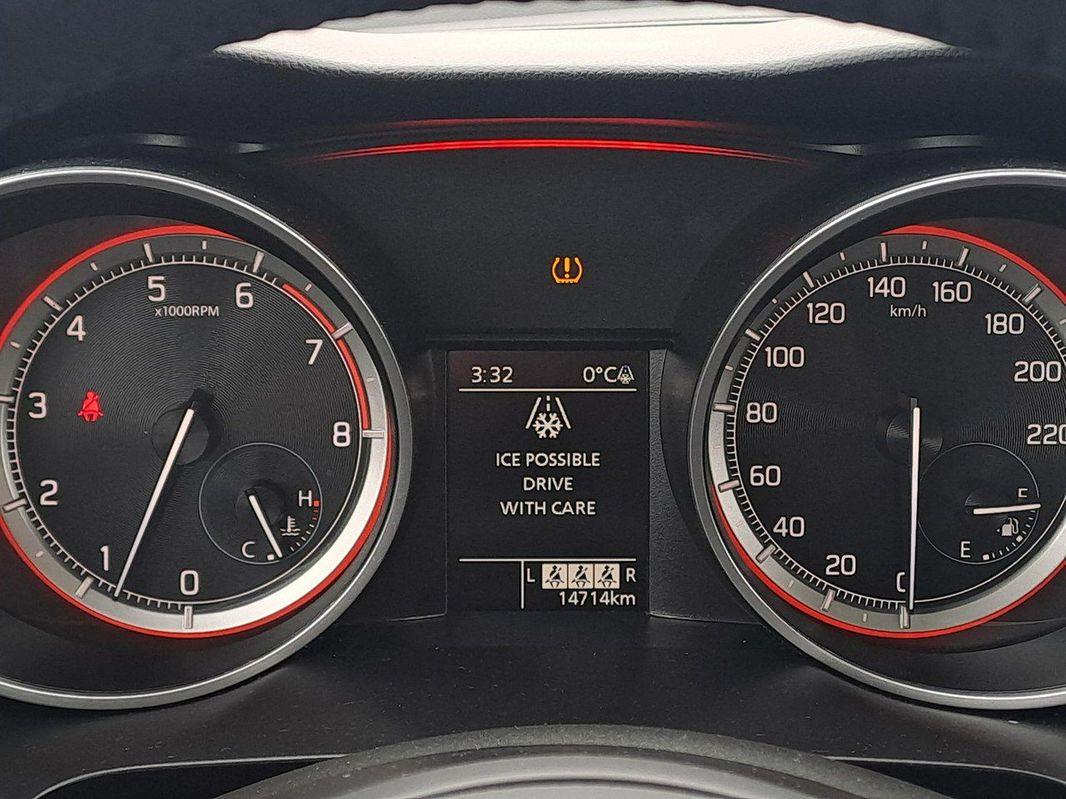 5
6
x1000RPM
4
7
3
8
2
1
0
H
C
3:32 0°C
ICE POSSIBLE
DRIVE
WITH CARE
L R
14714km
140
160
km/h
120
180
100
200
80
220
60
40
20
0
F
E